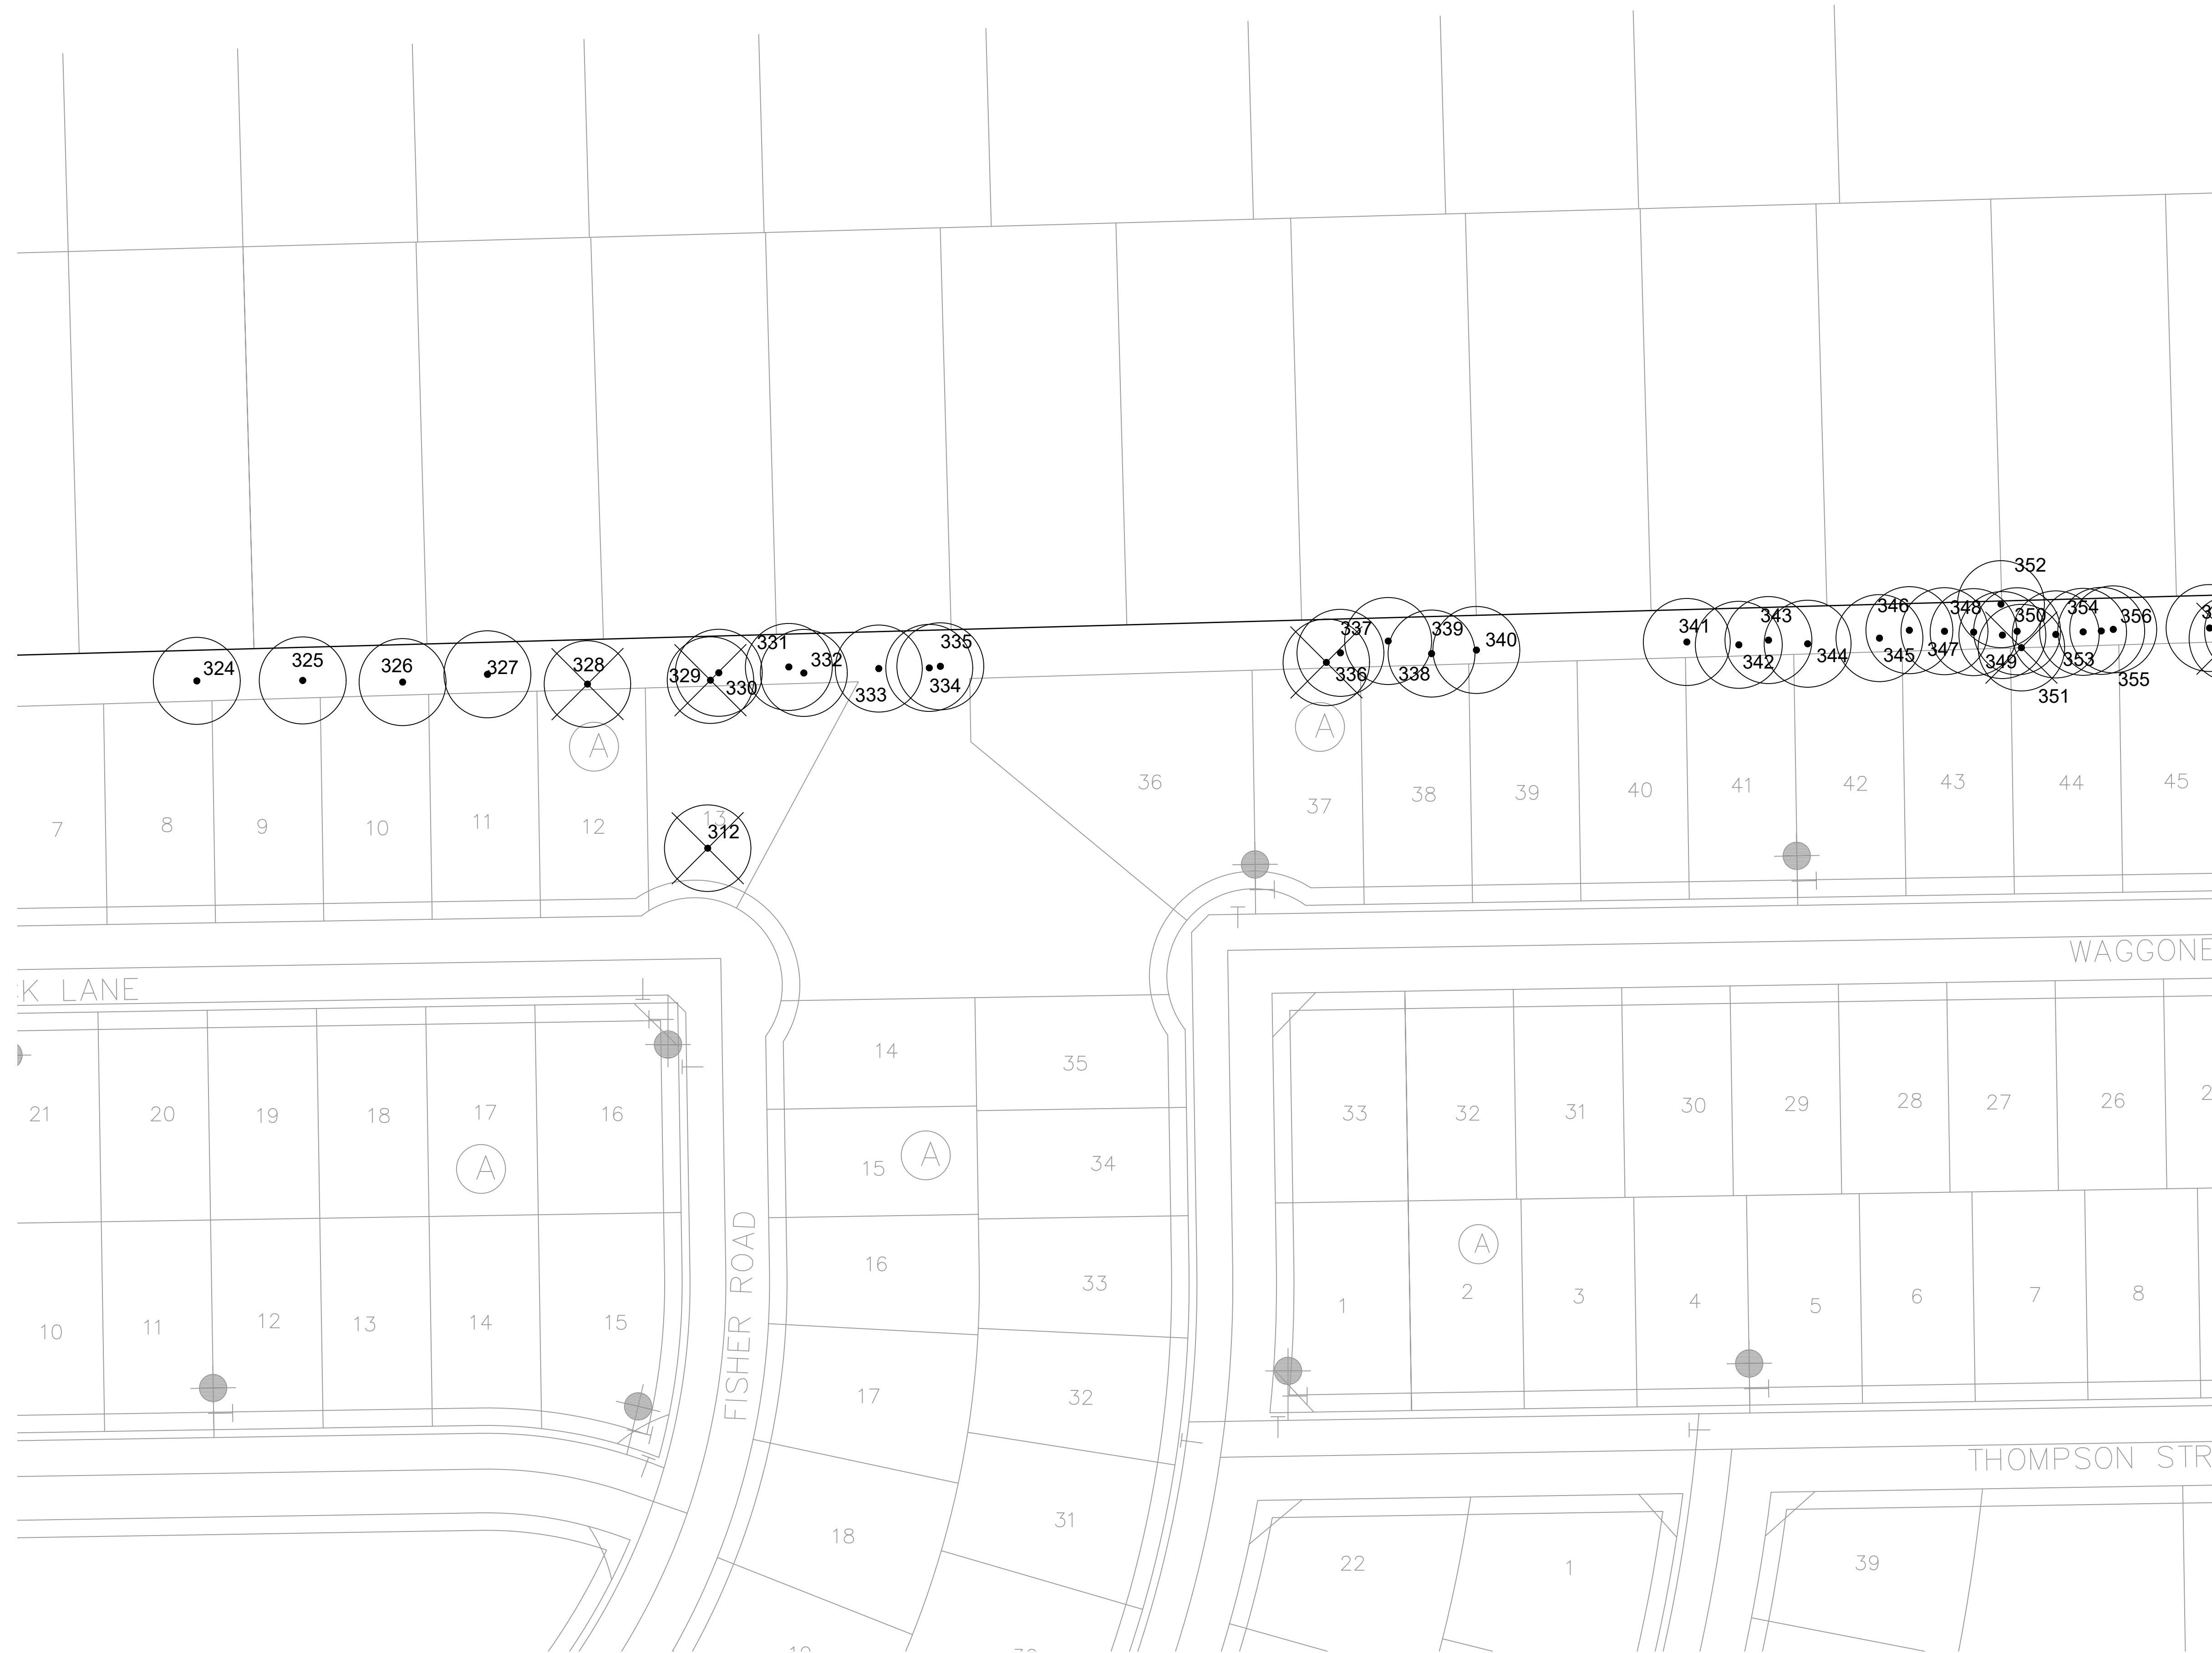 352
324 325 326 327 328 329 330 331 332 333 334 335 336 337 338 339 340 341 342 343 344 345 346 347 348 349 350 351 353 354 355 356
A A
7 8 9 10 11 12 13 36 37 38 39 40 41 42 43 44 45
312
LANE
WAGGONE
14 35
21 20 19 18 17 16 33 32 31 30 29 28 27 26
A 15 A 34
A
16 33
10 11 12 13 14 15 1 2 3 4 5 6 7 8
FISHER ROAD
17 32
THOMPSON STR
18 31
22 1 39